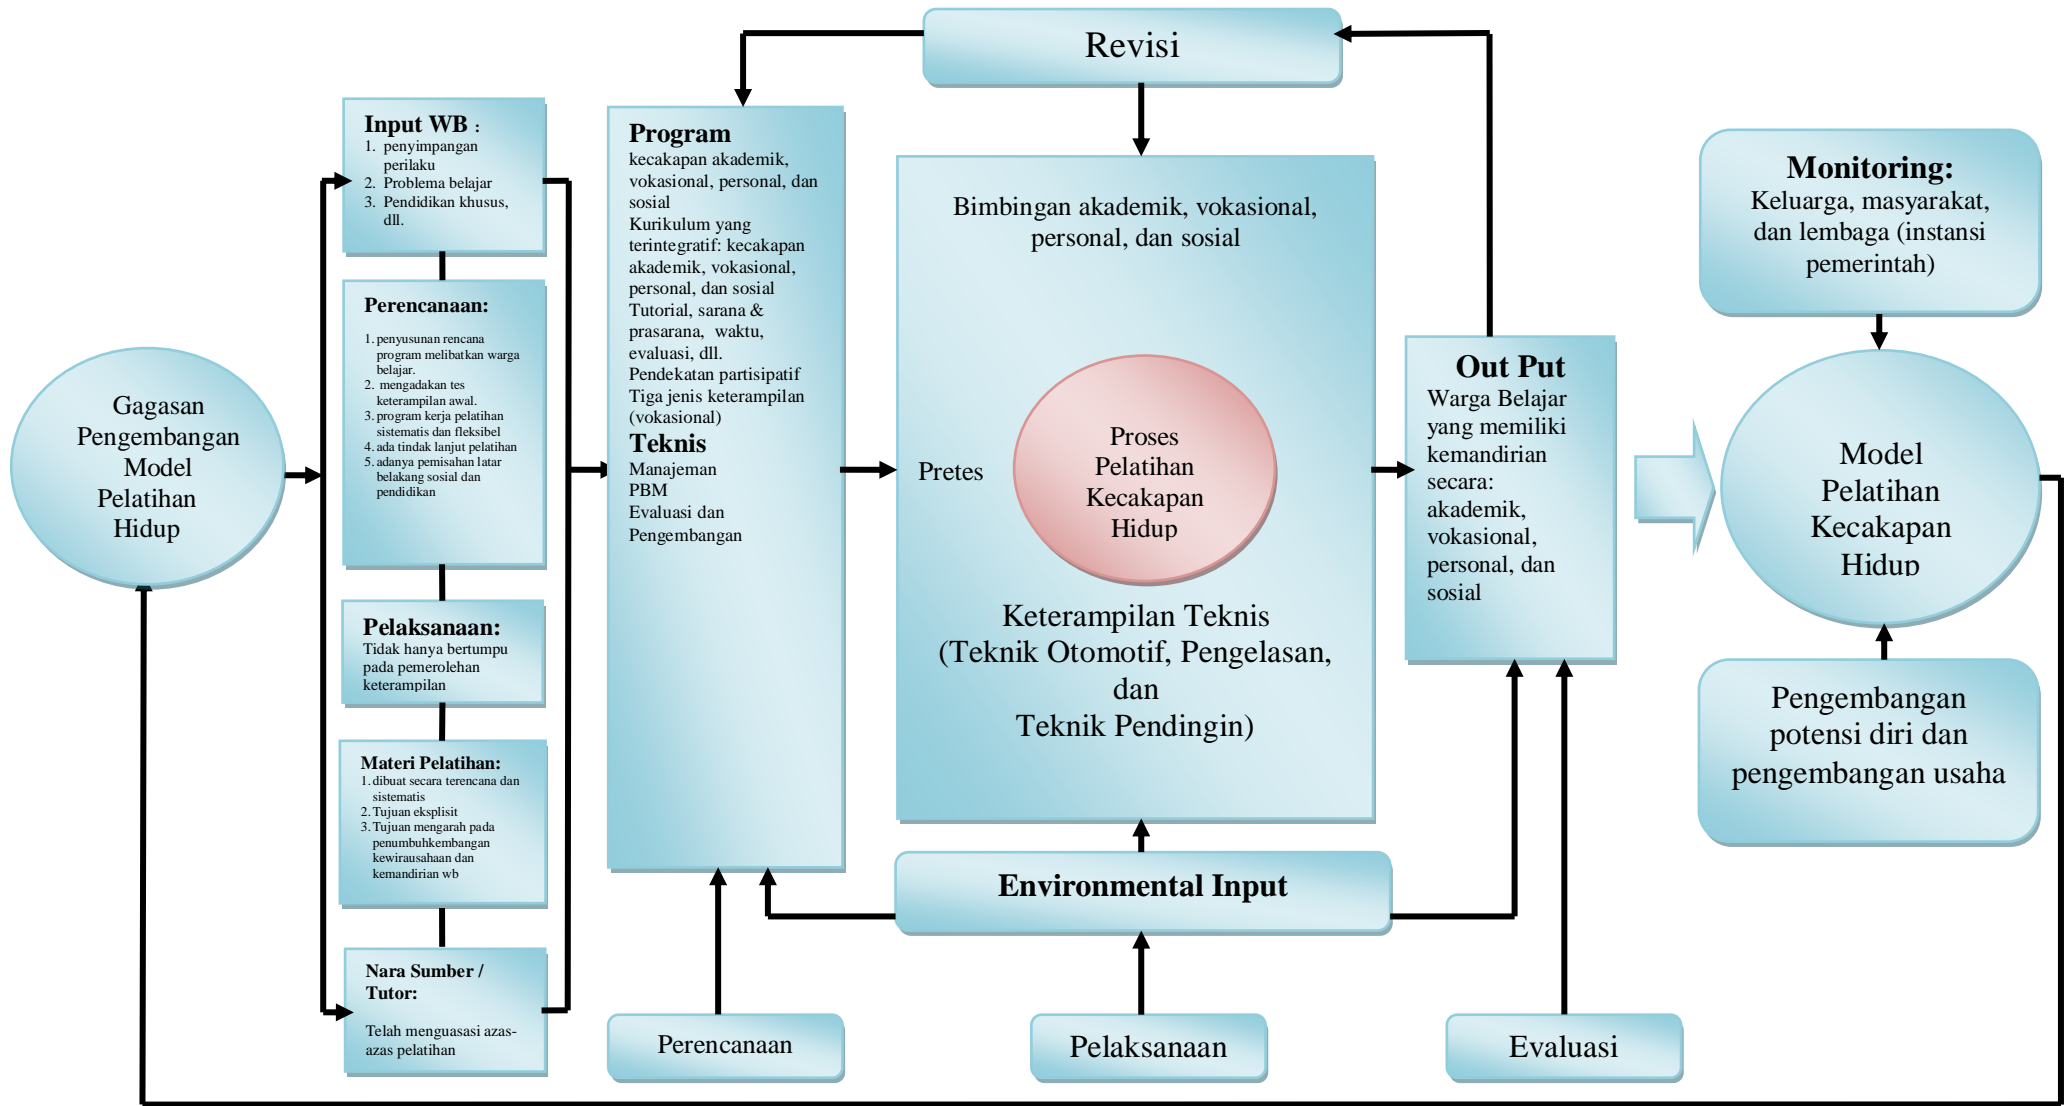 Revisi
Gagasan
Pengembangan
Model
Pelatihan
Hidup
Input WB :
1. penyimpangan
perilaku
2. Problema belajar
3. Pendidikan khusus,
dll.
Perencanaan:
1. penyusunan rencana
program melibatkan warga
belajar.
2. mengadakan tes
keterampilan awal.
3. program kerja pelatihan
sistematis dan fleksibel
4. ada tindak lanjut pelatihan
5. adanya pemisahan latar
belakang sosial dan
pendidikan
Pelaksanaan:
Tidak hanya bertumpu
pada pemerolehan
keterampilan
Materi Pelatihan:
1. dibuat secara terencana dan
sistematis
2. Tujuan eksplisit
3. Tujuan mengarah pada
penumbuhkembangan
kewirausahaan dan
kemandirian wb
Nara Sumber /
Tutor:
Telah menguasasi azas-
azas pelatihan
Program
kecakapan akademik,
vokasional, personal, dan
sosial
Kurikulum yang
terintegratif: kecakapan
akademik, vokasional,
personal, dan sosial
Tutorial, sarana &
prasarana, waktu,
evaluasi, dll.
Pendekatan partisipatif
Tiga jenis keterampilan
(vokasional)
Teknis
Manajeman
PBM
Evaluasi dan
Pengembangan
Bimbingan akademik, vokasional,
personal, dan sosial
Pretes
Proses
Pelatihan
Kecakapan
Hidup
Keterampilan Teknis
(Teknik Otomotif, Pengelasan,
dan
Teknik Pendingin)
Environmental Input
Perencanaan
Pelaksanaan
Evaluasi
Out Put
Warga Belajar
yang memiliki
kemandirian
secara:
akademik,
vokasional,
personal, dan
sosial
Monitoring:
Keluarga, masyarakat,
dan lembaga (instansi
pemerintah)
Model
Pelatihan
Kecakapan
Hidup
Pengembangan
potensi diri dan
pengembangan usaha